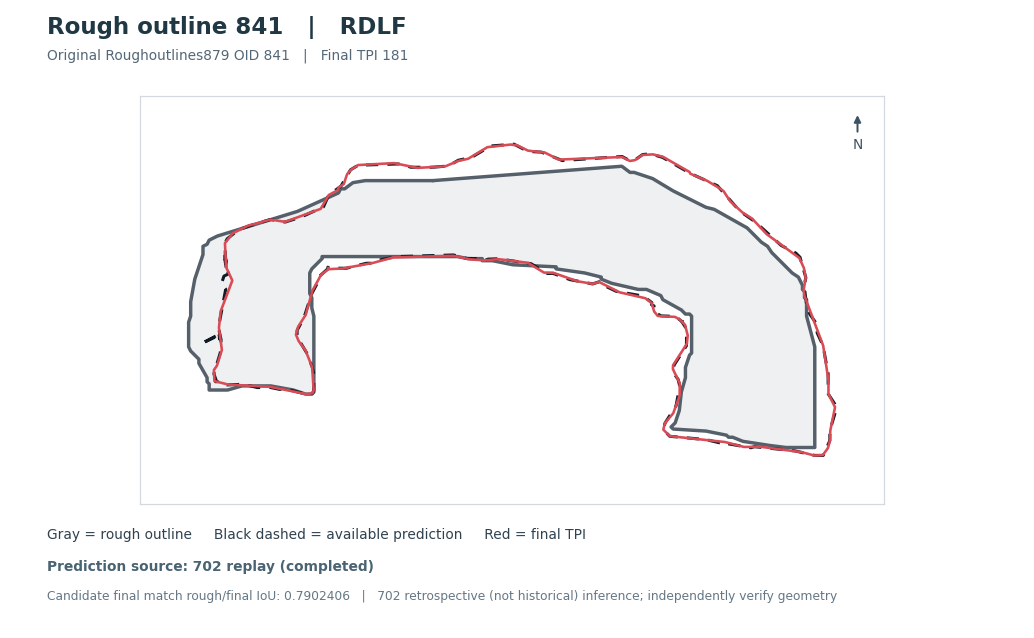 Rough outline 841 | RDLF
Original Roughoutlines879 OID 841 | Final TPI 181
N
Gray = rough outline Black dashed = available prediction Red = final TPI
Prediction source: 702 replay (completed)
Candidate final match rough/final IoU: 0.7902406 | 702 retrospective (not historical) inference; independently verify geometry